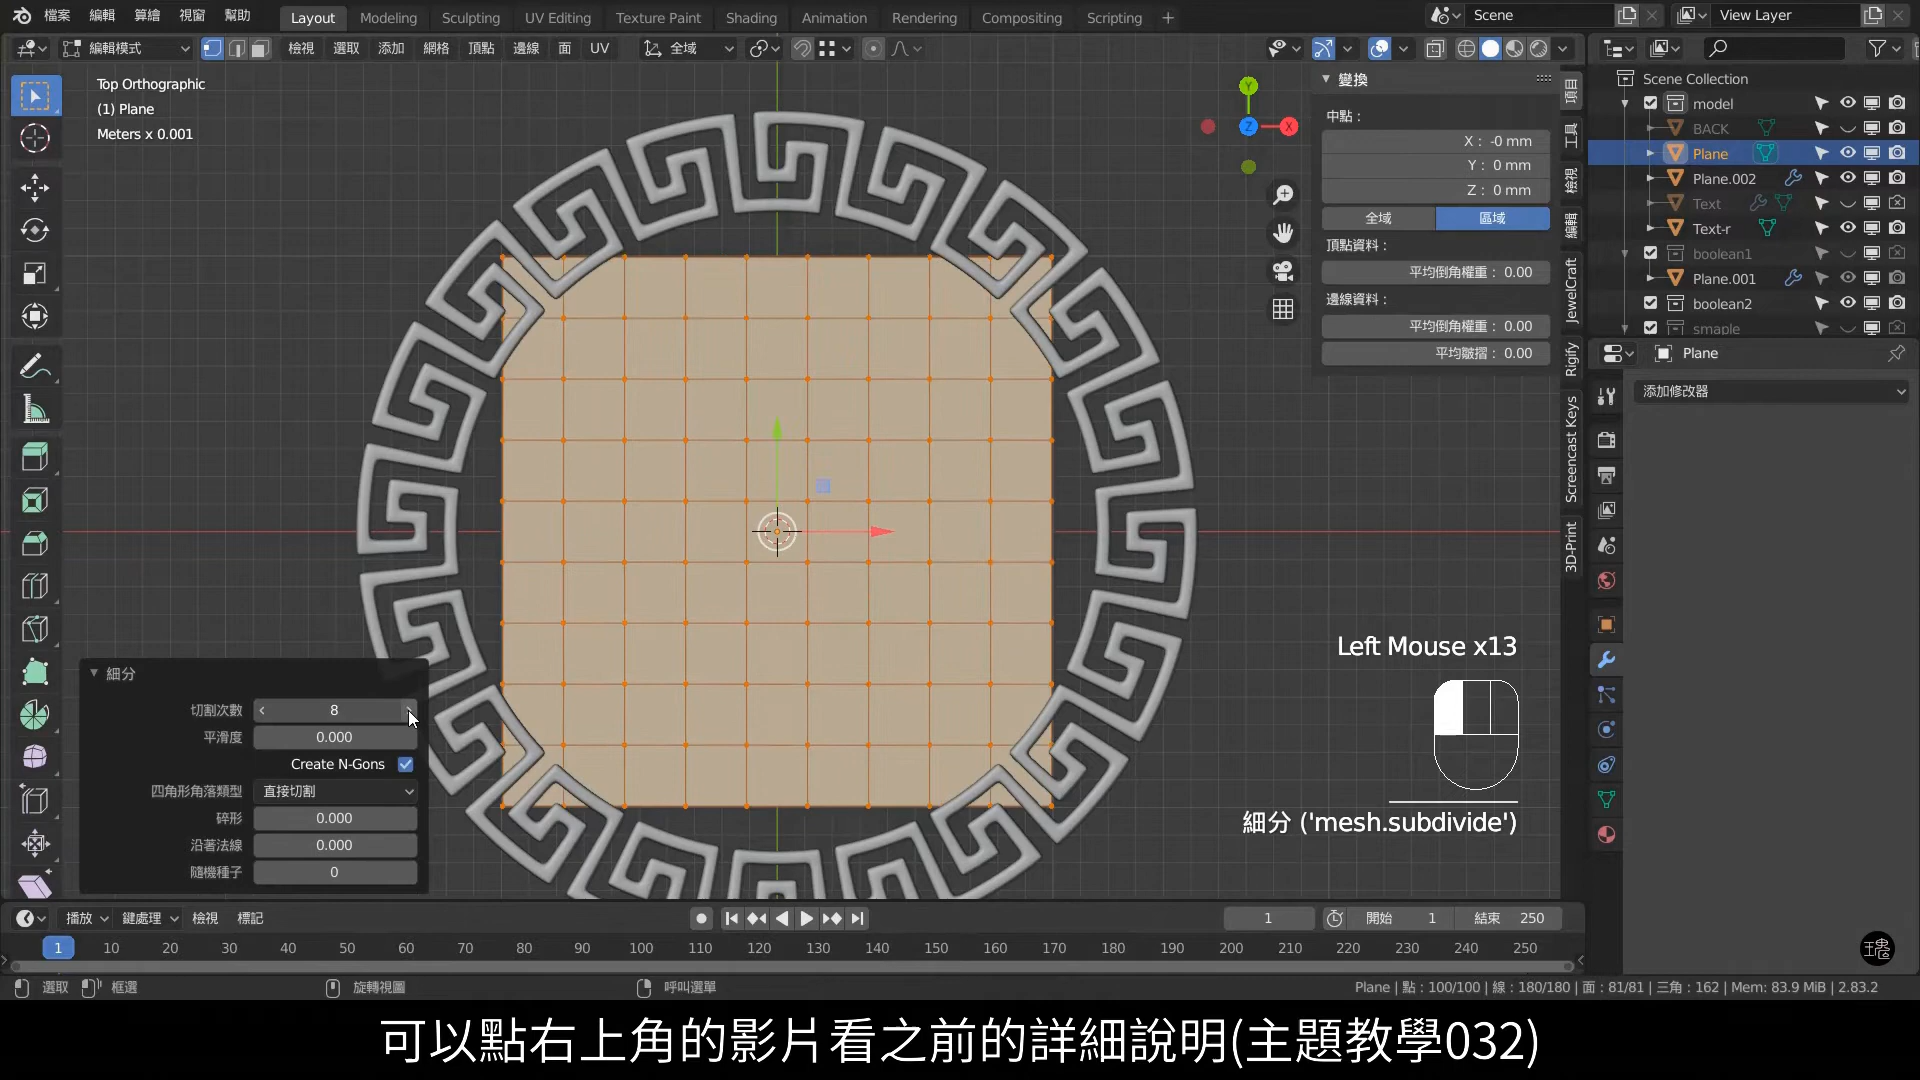 檔案 編輯 算繪 視窗 幫助 Layout Modeling Sculpting UV Editing Texture Paint Shading Animation Rendering Compositing Scripting + Scene View Layer
編輯模式 檢視 選取 添加 網格 頂點 邊線 面 UV 全域
Top Orthographic
(1) Plane
Meters x 0.001
變換
中點：
X： -0 mm
Y： 0 mm
Z： 0 mm
全域 區域
頂點資料：
平均倒角權重： 0.00
邊線資料：
平均倒角權重： 0.00
平均皺摺： 0.00
項目
工具
檢視
編輯
JewelCraft
Rigify
Screencast Keys
3D-Print
Y
Z
X
Scene Collection
model
BACK
Plane
Plane.002
Text
Text-r
boolean1
Plane.001
boolean2
smaple
Plane
添加修改器
Left Mouse x13
細分 ('mesh.subdivide')
細分
切割次數 8
平滑度 0.000
Create N-Gons
四角形角落類型 直接切割
碎形 0.000
沿著法線 0.000
隨機種子 0
播放 鍵處理 檢視 標記 1 開始 1 結束 250
1 10 20 30 40 50 60 70 80 90 100 110 120 130 140 150 160 170 180 190 200 210 220 230 240 250
選取 框選 旋轉視圖 呼叫選單 Plane | 點：100/100 | 線：180/180 | 面：81/81 | 三角：162 | Mem: 83.9 MiB | 2.83.2
可以點右上角的影片看之前的詳細說明(主題教學032)